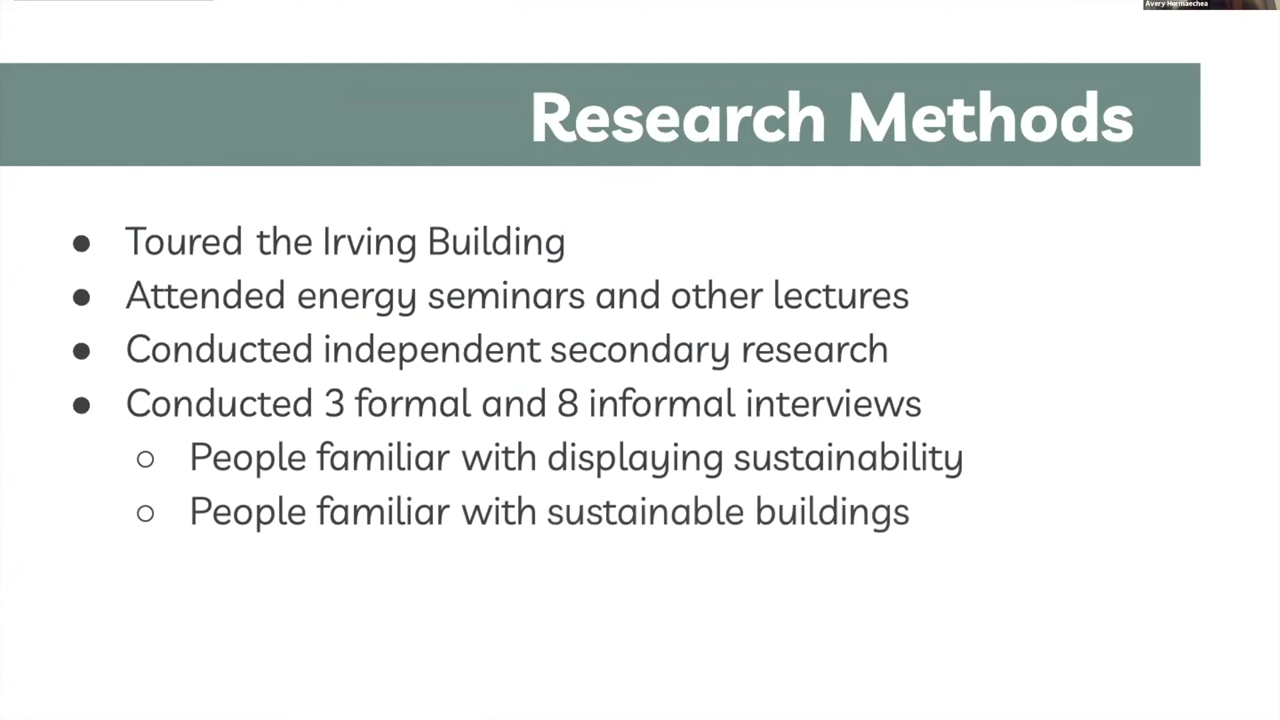 Avery Hormaechea
Research Methods
● Toured the Irving Building
● Attended energy seminars and other lectures
● Conducted independent secondary research
● Conducted 3 formal and 8 informal interviews
○ People familiar with displaying sustainability
○ People familiar with sustainable buildings